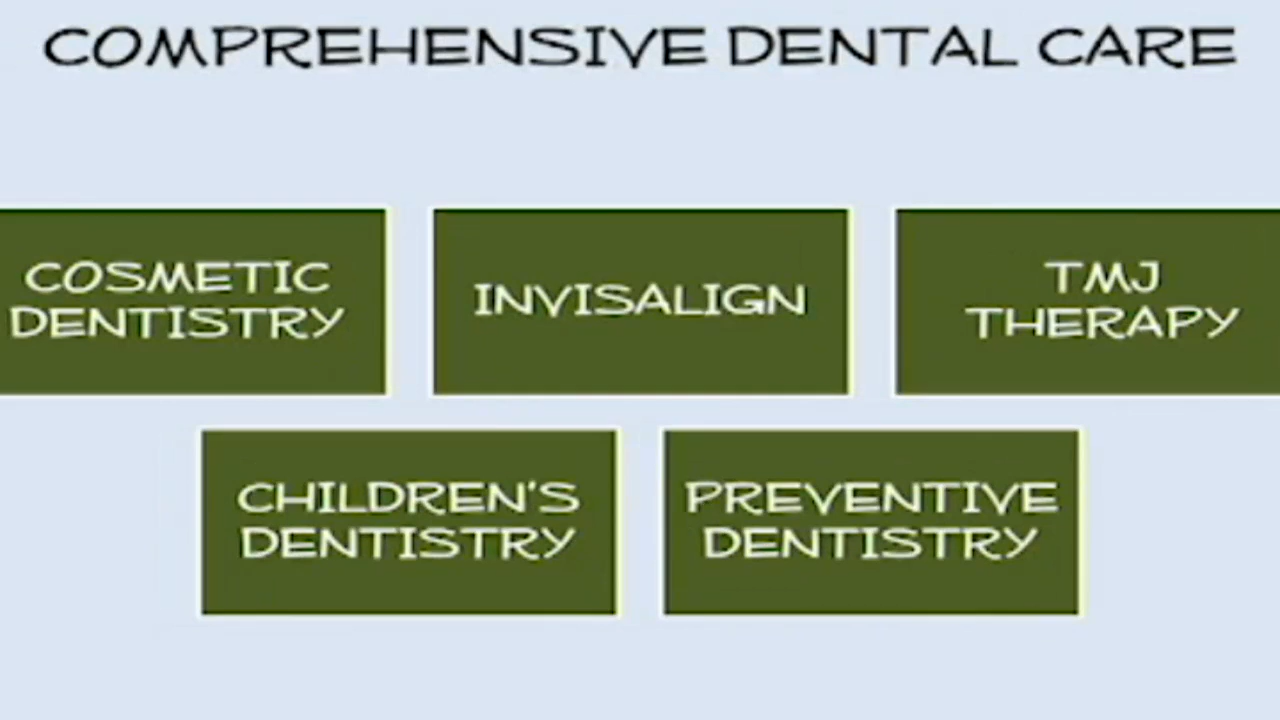 COMPREHENSIVE DENTAL CARE
COSMETIC
DENTISTRY
INVISALIGN
TMJ
THERAPY
CHILDREN'S
DENTISTRY
PREVENTIVE
DENTISTRY